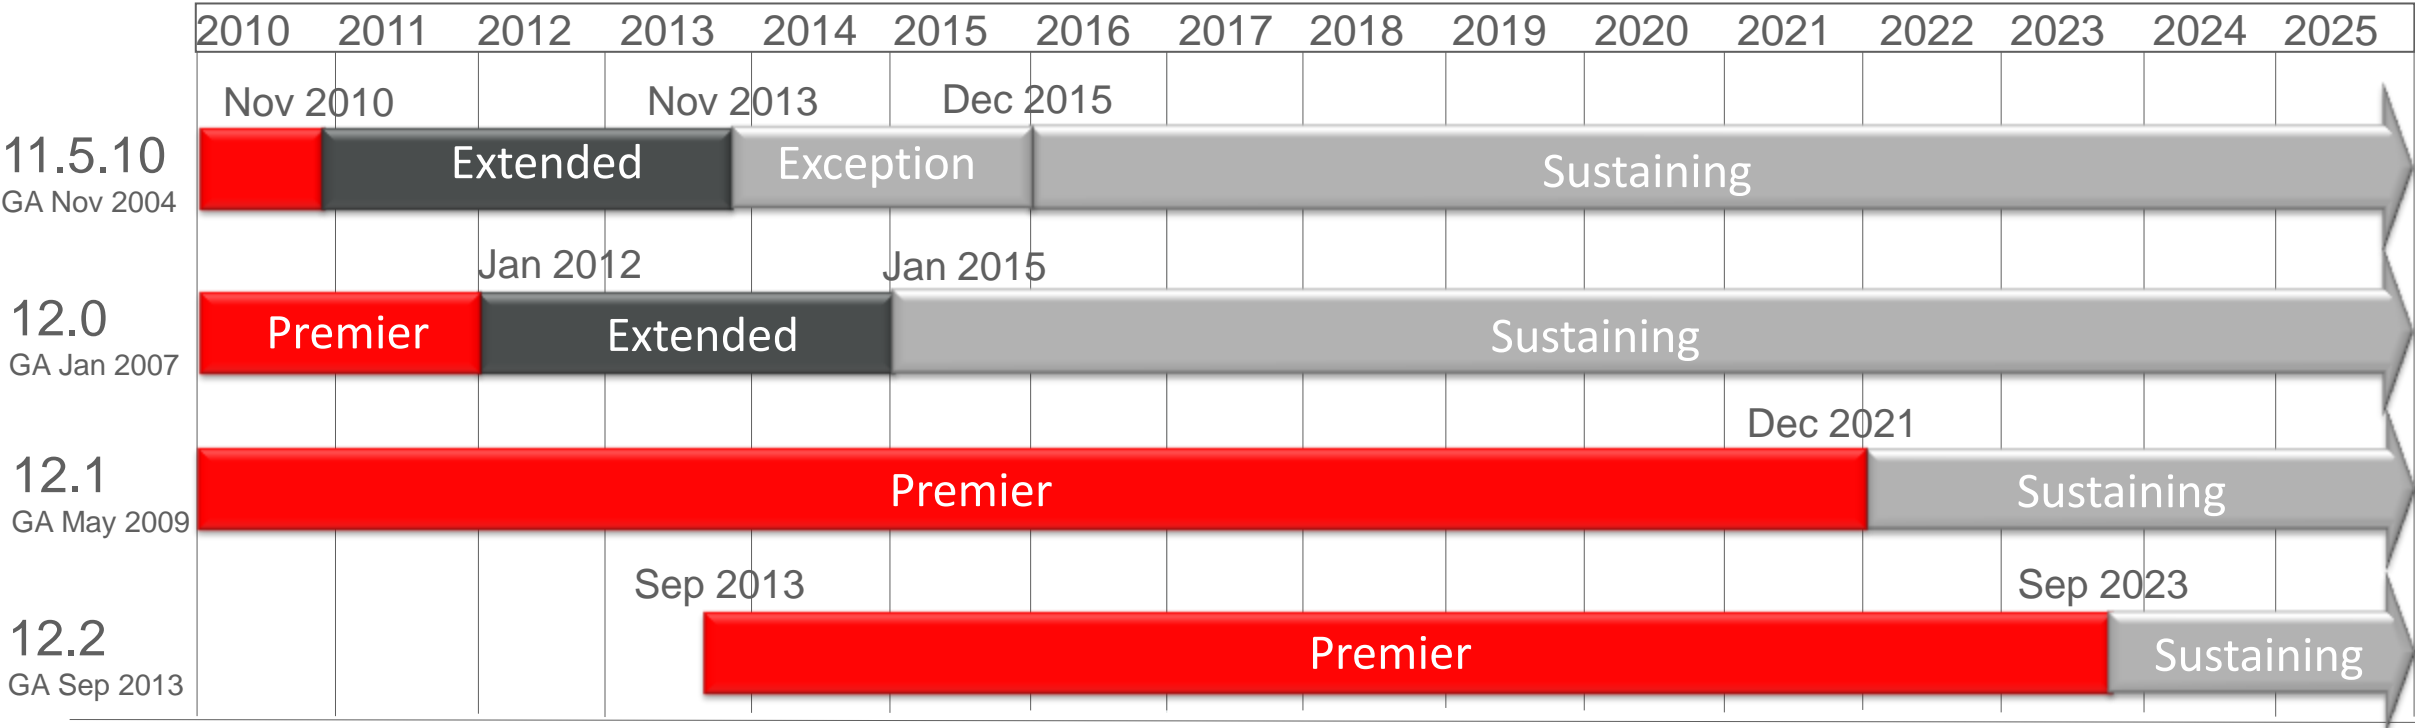 2010 2011 2012 2013 2014 2015 2016 2017 2018 2019 2020 2021 2022 2023 2024 2025
Nov 2010 Nov 2013 Dec 2015
11.5.10 Extended Exception Sustaining
GA Nov 2004
Jan 2012 Jan 2015
12.0 Premier Extended Sustaining
GA Jan 2007
Dec 2021
12.1 Premier Sustaining
GA May 2009
Sep 2013 Sep 2023
12.2 Premier Sustaining
GA Sep 2013